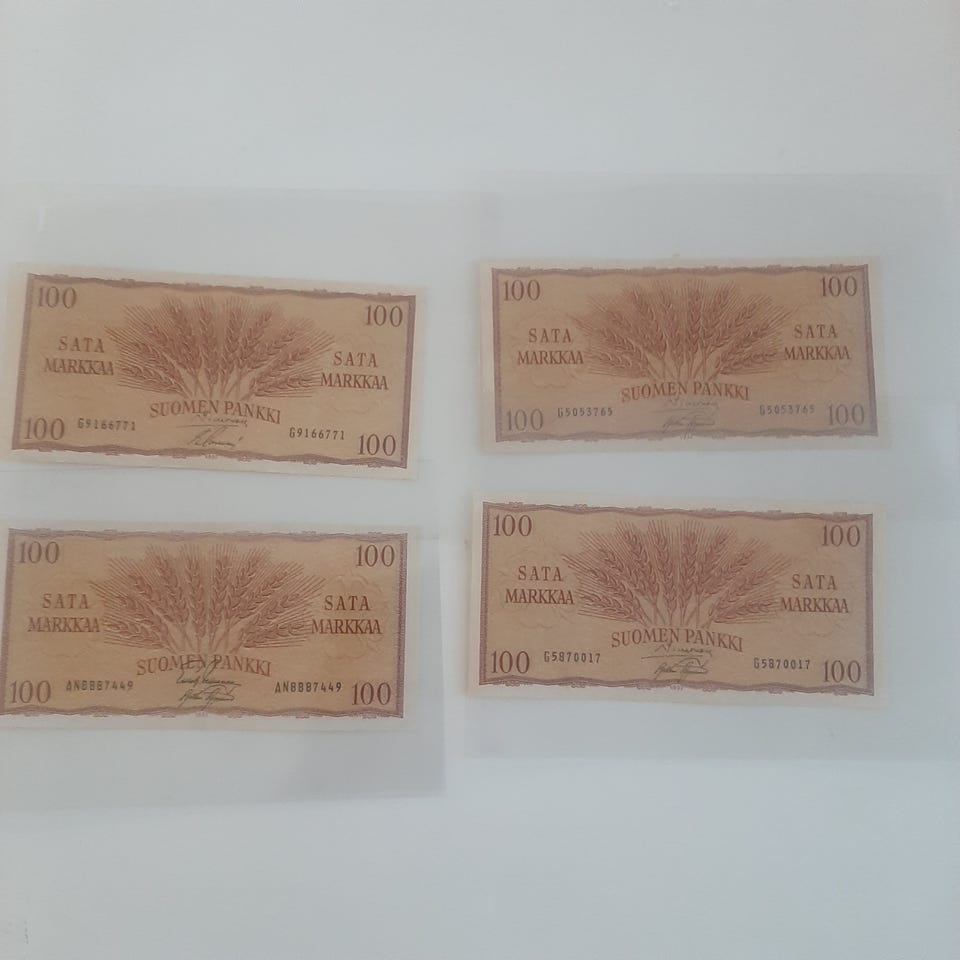 100 100
SATA MARKKAA
SATA MARKKAA
SUOMEN PANKKI
100 G9166771 G9166771 100
100 100
SATA MARKKAA
SATA MARKKAA
SUOMEN PANKKI
100 G5053765 G5053765 100
100 100
SATA MARKKAA
SATA MARKKAA
SUOMEN PANKKI
100 AN8887449 AN8887449 100
100 100
SATA MARKKAA
SATA MARKKAA
SUOMEN PANKKI
100 G5870017 G5870017 100